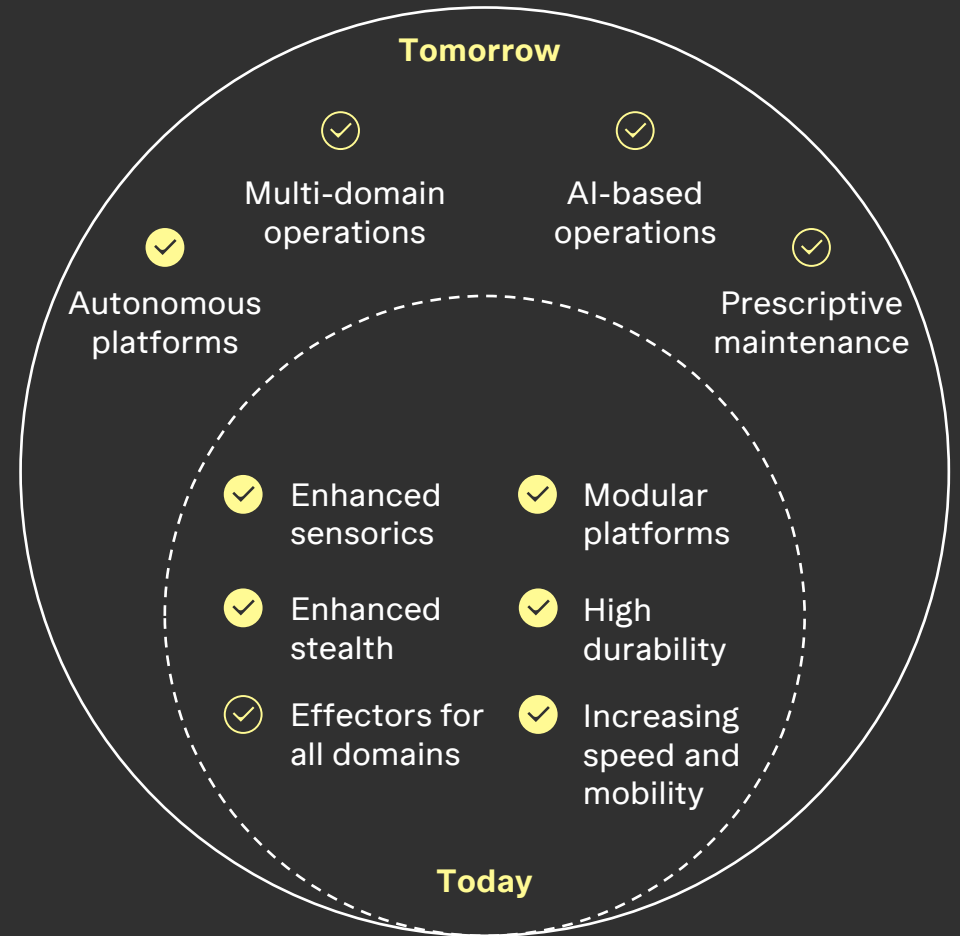 Tomorrow
Multi-domain
operations
AI-based
operations
Autonomous
platforms
Prescriptive
maintenance
Enhanced
sensorics
Modular
platforms
Enhanced
stealth
High
durability
Effectors for
all domains
Increasing
speed and
mobility
Today